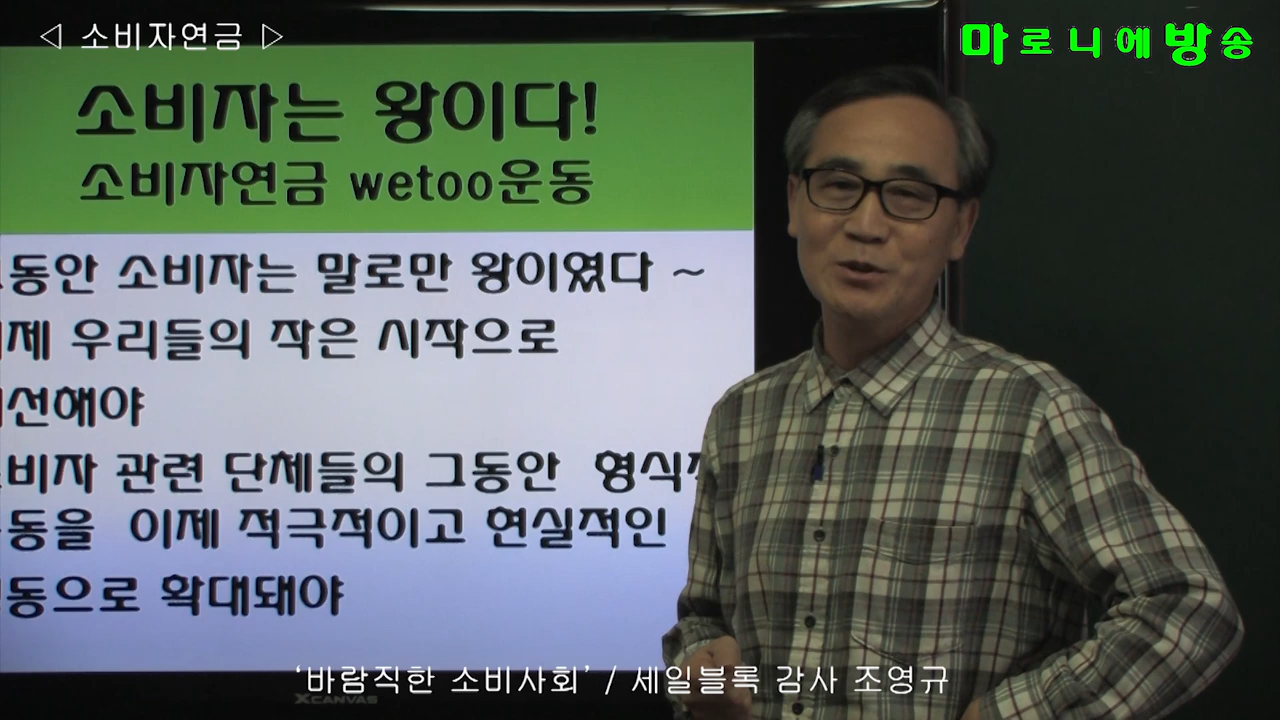 ◁ 소비자연금 ▷
마로니에방송
소비자는 왕이다!
소비자연금 wetoo운동
동안 소비자는 말로만 왕이였다 ~
제 우리들의 작은 시작으로
선해야
비자 관련 단체들의 그동안 형식
동을 이제 적극적이고 현실적인
동으로 확대돼야
‘바람직한 소비사회’ / 세일블록 감사 조영규
XCANVAS